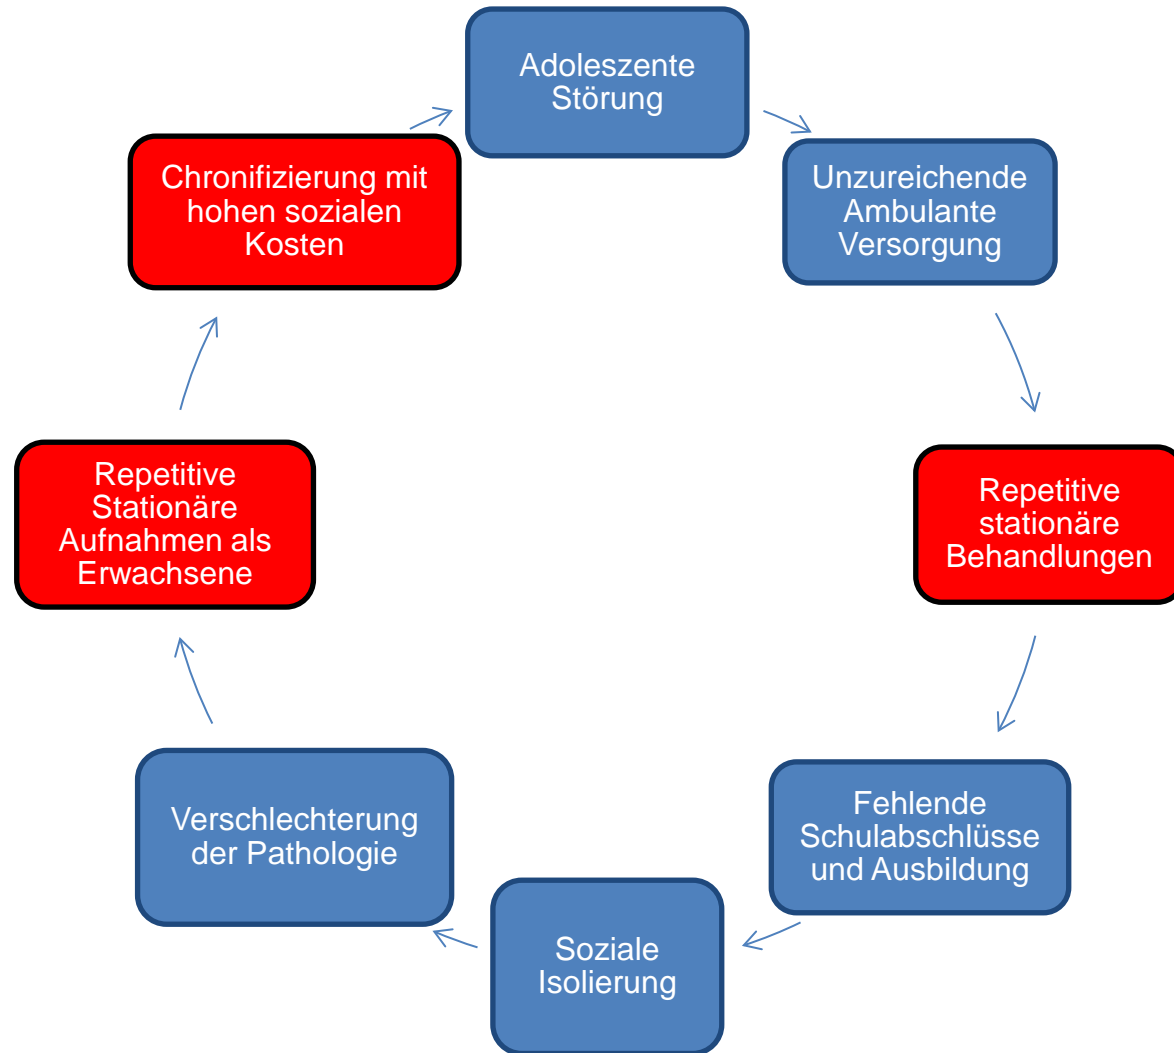 Adoleszente
Störung
Unzureichende
Ambulante
Versorgung
Repetitive
stationäre
Behandlungen
Fehlende
Schulabschlüsse
und Ausbildung
Soziale
Isolierung
Verschlechterung
der Pathologie
Repetitive
Stationäre
Aufnahmen als
Erwachsene
Chronifizierung mit
hohen sozialen
Kosten